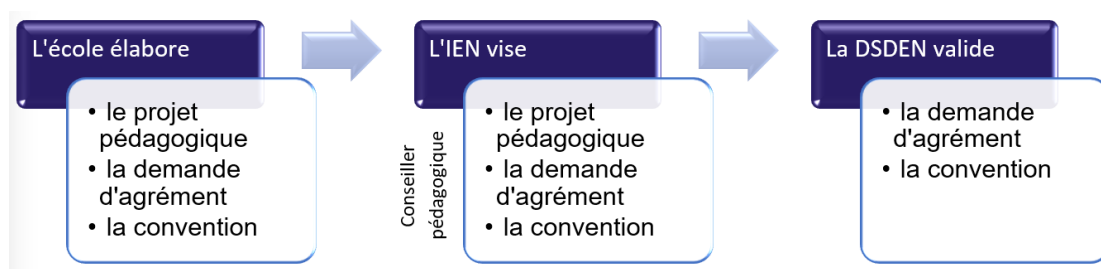 L'école élabore
• le projet
pédagogique
• la demande
d'agrément
• la convention
L'IEN vise
Conseiller
pédagogique
• le projet
pédagogique
• la demande
d'agrément
• la convention
La DSDEN valide
• la demande
d'agrément
• la convention